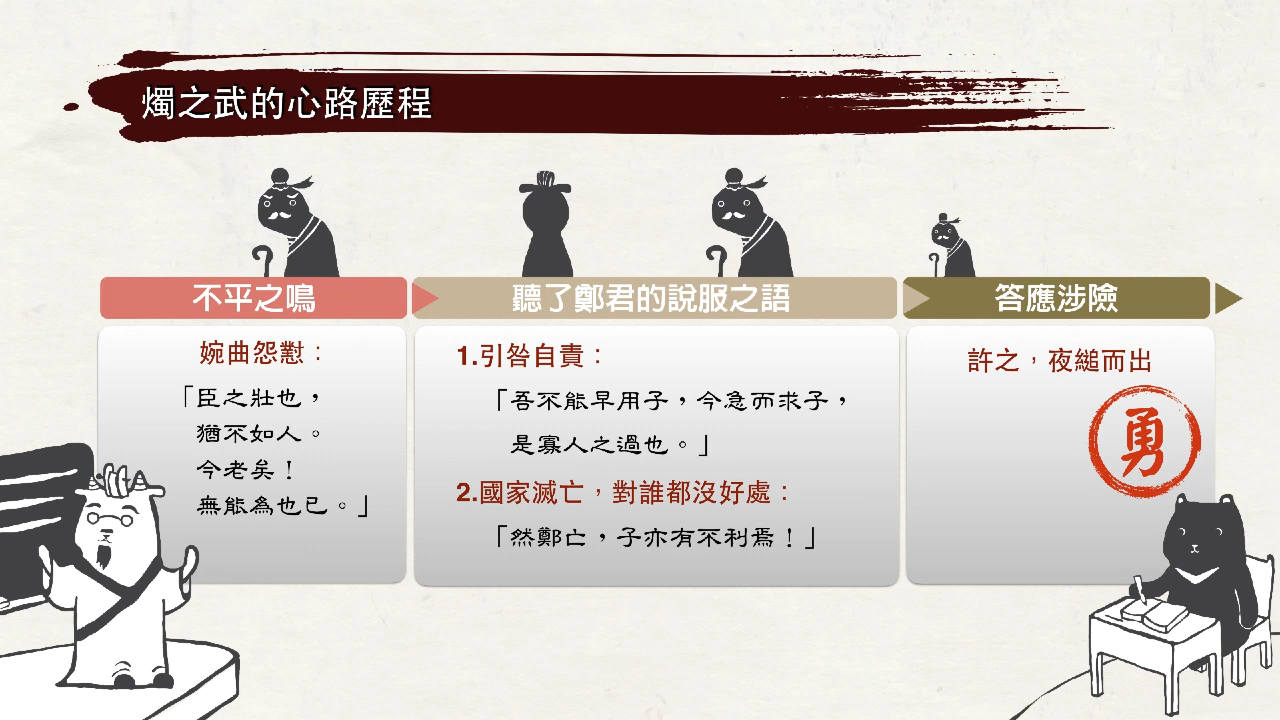 燭之武的心路歷程
不平之鳴
婉曲怨懟：
「臣之壯也，
猶不如人。
今老矣！
無能為也已。」
聽了鄭君的說服之語
1.引咎自責：
「吾不能早用子，今急而求子，
是寡人之過也。」
2.國家滅亡，對誰都沒好處：
「然鄭亡，子亦有不利焉！」
答應涉險
許之，夜縋而出
勇